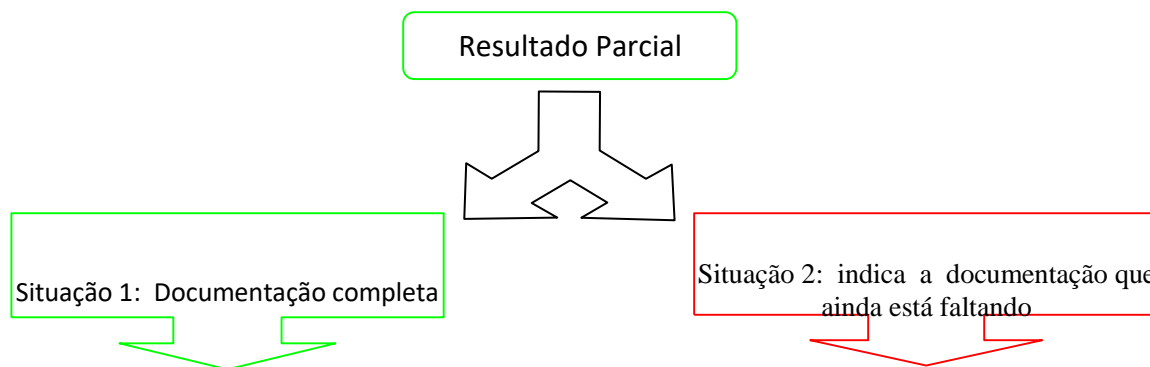 Resultado Parcial
Situação 1:  Documentação completa
Situação 2:  indica  a  documentação que
ainda está faltando